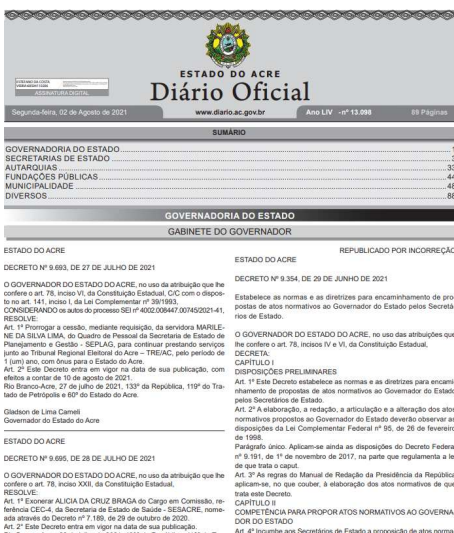 ESTADO DO ACRE
Diário Oficial
ASSINATURA DIGITAL
Segunda-feira, 02 de Agosto de 2021
www.diario.ac.gov.br
Ano LIV - nº 13.098
89 Páginas
SUMÁRIO
GOVERNADORIA DO ESTADO
SECRETARIAS DE ESTADO
AUTARQUIAS 33
FUNDAÇÕES PÚBLICAS 44
MUNICIPALIDADE 48
DIVERSOS 88
GOVERNADORIA DO ESTADO
GABINETE DO GOVERNADOR
ESTADO DO ACRE
DECRETO Nº 9.693, DE 27 DE JULHO DE 2021
O GOVERNADOR DO ESTADO DO ACRE, no uso da atribuição que lhe
confere o art. 78, inciso VI, da Constituição Estadual, C/C com o dispos-
to no art. 141, inciso I, da Lei Complementar nº 39/1993,
CONSIDERANDO os autos do processo SEI nº 4002.008447.00745/2021-41,
RESOLVE:
Art. 1º Prorrogar a cessão, mediante requisição, da servidora MARILE-
NE DA SILVA LIMA, do Quadro de Pessoal da Secretaria de Estado de
Planejamento e Gestão - SEPLAG, para continuar prestando serviços
junto ao Tribunal Regional Eleitoral do Acre – TRE/AC, pelo período de
1 (um) ano, com ônus para o Estado do Acre.
Art. 2º Este Decreto entra em vigor na data de sua publicação, com
efeitos a contar de 10 de agosto de 2021.
Rio Branco-Acre, 27 de julho de 2021, 133º da República, 119º do Tra-
tado de Petrópolis e 60º do Estado do Acre.
Gladson de Lima Cameli
Governador do Estado do Acre
ESTADO DO ACRE
DECRETO Nº 9.695, DE 28 DE JULHO DE 2021
O GOVERNADOR DO ESTADO DO ACRE, no uso da atribuição que lhe
confere o art. 78, inciso XXII, da Constituição Estadual,
RESOLVE:
Art. 1º Exonerar ALICIA DA CRUZ BRAGA do Cargo em Comissão, re-
ferência CEC-4, da Secretaria de Estado de Saúde - SESACRE, nome-
ada através do Decreto nº 7.189, de 29 de outubro de 2020.
Art. 2º Este Decreto entra em vigor na data de sua publicação.
REPUBLICADO POR INCORREÇÃO
ESTADO DO ACRE
DECRETO Nº 9.354, DE 29 DE JUNHO DE 2021
Estabelece as normas e as diretrizes para encaminhamento de pro-
postas de atos normativos ao Governador do Estado pelos Secretá-
rios de Estado.
O GOVERNADOR DO ESTADO DO ACRE, no uso das atribuições que
lhe confere o art. 78, incisos IV e VI, da Constituição Estadual,
DECRETA:
CAPÍTULO I
DISPOSIÇÕES PRELIMINARES
Art. 1º Este Decreto estabelece as normas e as diretrizes para encami-
nhamento de propostas de atos normativos ao Governador do Estado
pelos Secretários de Estado.
Art. 2º A elaboração, a redação, a articulação e a alteração dos atos
normativos propostos ao Governador do Estado deverão observar as
disposições da Lei Complementar Federal nº 95, de 26 de fevereiro
de 1998.
Parágrafo único. Aplicam-se ainda as disposições do Decreto Federal
nº 9.191, de 1º de novembro de 2017, na parte que regulamenta a lei
de que trata o caput.
Art. 3º As regras do Manual de Redação da Presidência da República
aplicam-se, no que couber, à elaboração dos atos normativos de que
trata este Decreto.
CAPÍTULO II
COMPETÊNCIA PARA PROPOR ATOS NORMATIVOS AO GOVERNA-
DOR DO ESTADO
Art. 4º Incumbe aos Secretários de Estado a proposição de atos norma-